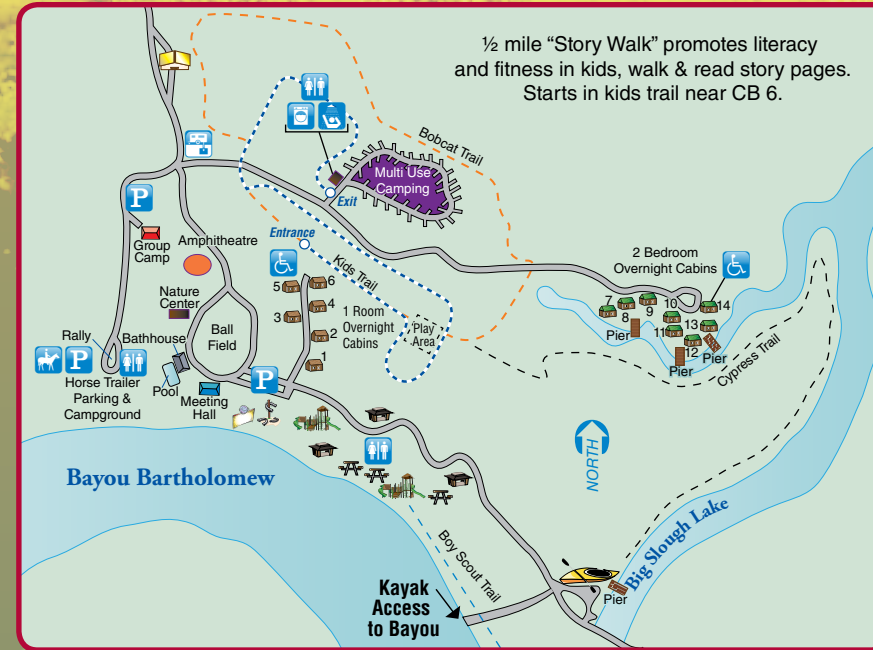 ½ mile “Story Walk” promotes literacy
and fitness in kids, walk & read story pages.
Starts in kids trail near CB 6.
Bobcat Trail
Multi Use
Camping
Exit
Entrance
Kids Trail
P
Group
Camp
Amphitheatre
Nature
Center
Ball
Field
5
6
4
3
2
1
1 Room
Overnight
Cabins
Play
Area
2 Bedroom
Overnight Cabins
7
8
9
10
11
12
13
14
Pier
Pier
Pier
Cypress Trail
Rally
Bathhouse
P
Horse Trailer
Parking &
Campground
Pool
Meeting
Hall
P
Bayou Bartholomew
NORTH
Big Slough Lake
Boy Scout Trail
Kayak
Access
to Bayou
Pier